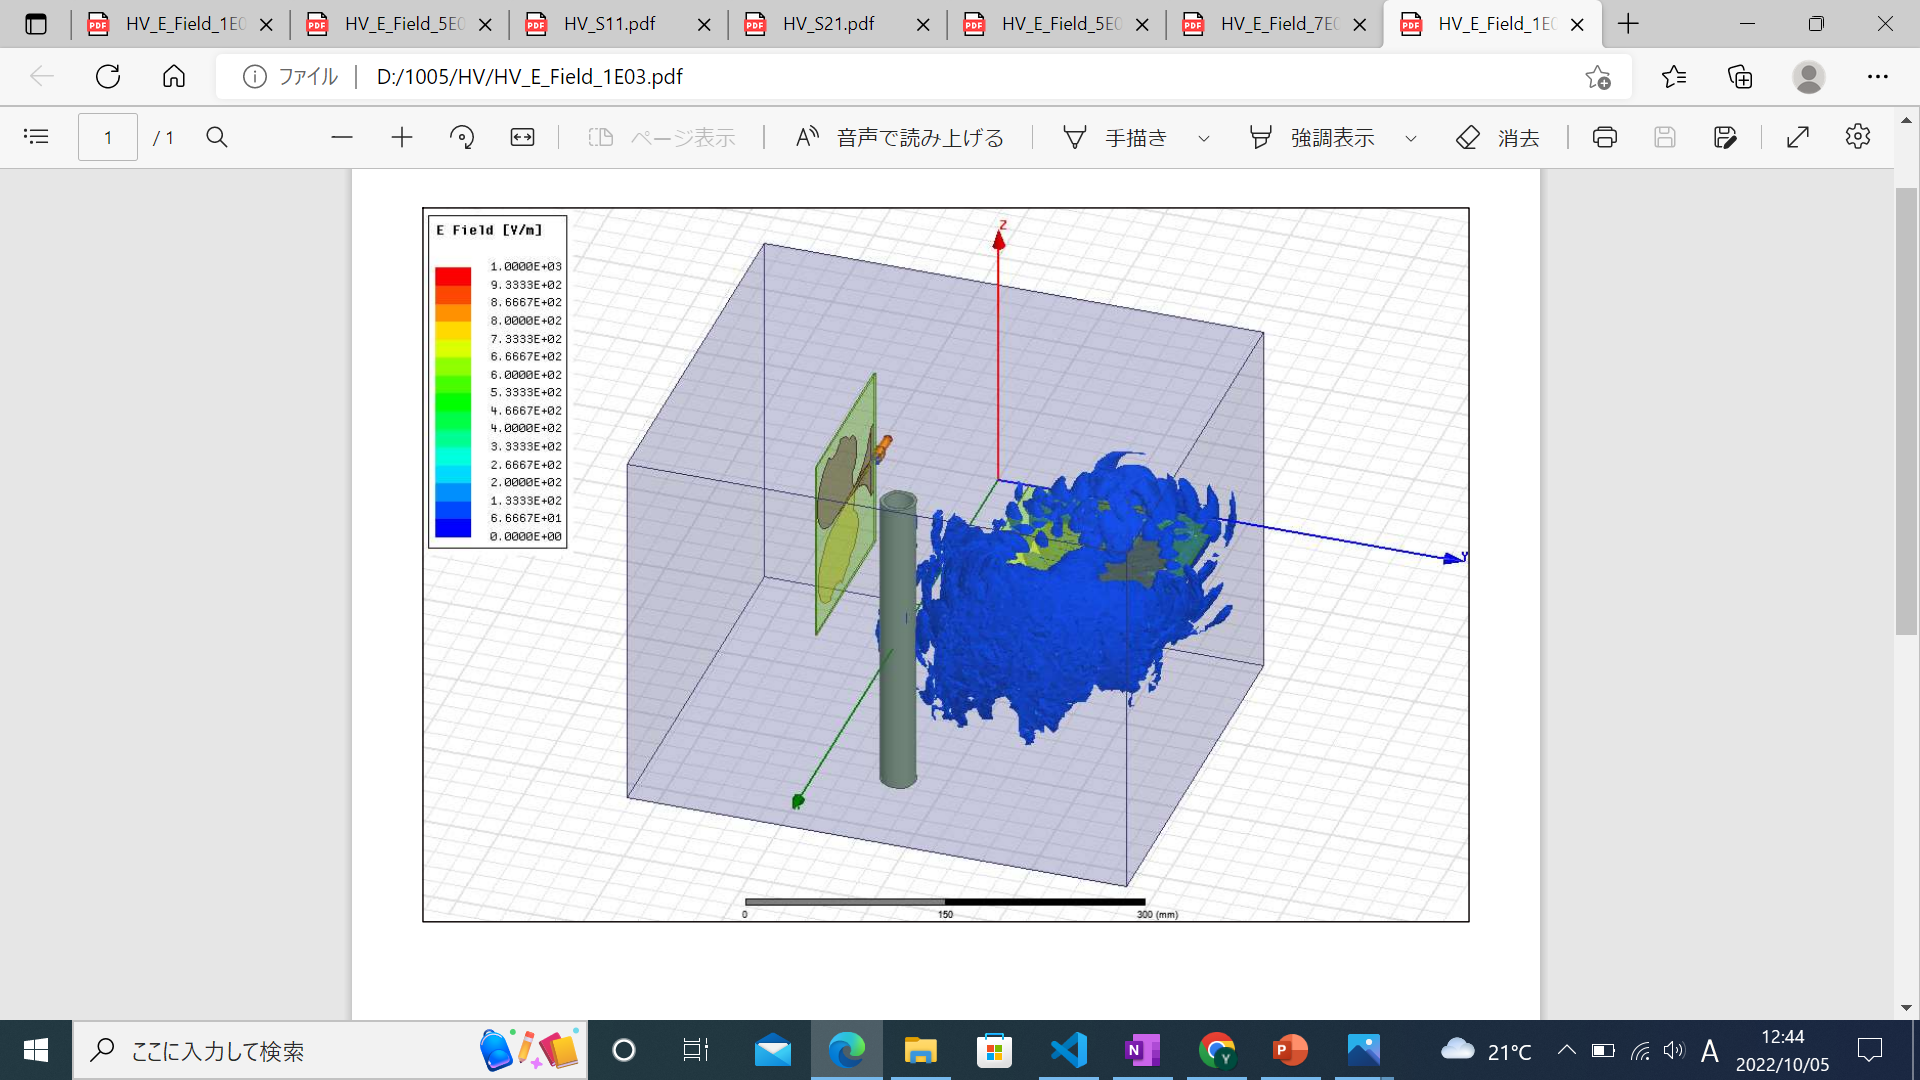 HV_E_Field_1E0
HV_E_Field_5E0
HV_S11.pdf
HV_S21.pdf
HV_E_Field_5E0
HV_E_Field_7E0
HV_E_Field_1E0
ファイル
D:/1005/HV/HV_E_Field_1E03.pdf
1
/ 1
ページ表示
音声で読み上げる
手描き
強調表示
消去
E Field [V/m]
1.0000E+03
9.3333E+02
8.6667E+02
8.0000E+02
7.3333E+02
6.6667E+02
6.0000E+02
5.3333E+02
4.6667E+02
4.0000E+02
3.3333E+02
2.6667E+02
2.0000E+02
1.3333E+02
6.6667E+01
0.0000E+00
Z
Y
0
150
300 (mm)
ここに入力して検索
21°C
A
12:44
2022/10/05